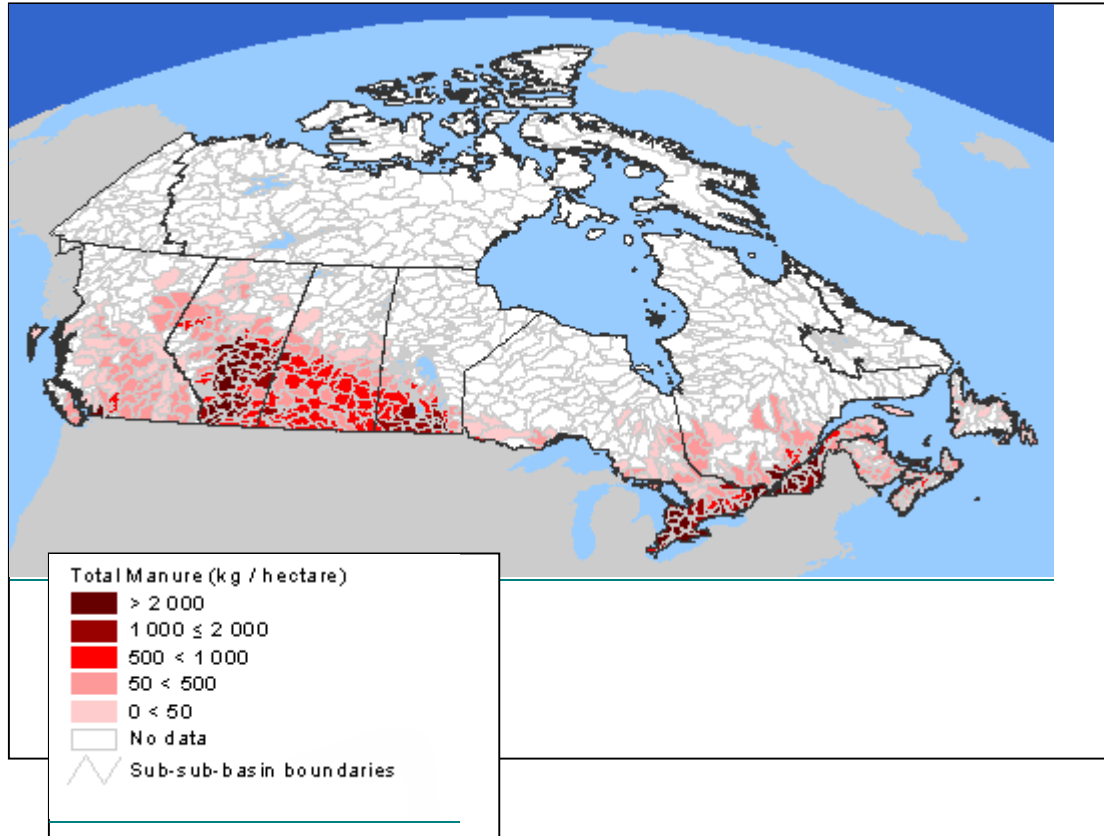 Total Manure (kg / hectare)
> 2 000
1 000 ≤ 2 000
500 < 1 000
50 < 500
0 < 50
No data
Sub-sub-basin boundaries